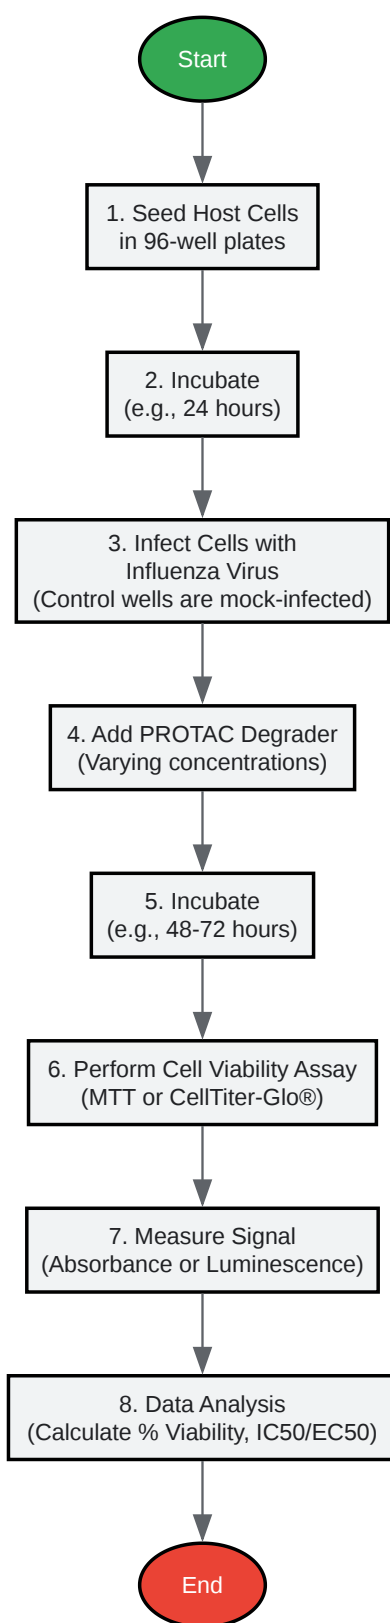 Start
1. Seed Host Cells
in 96-well plates
2. Incubate
(e.g., 24 hours)
3. Infect Cells with
Influenza Virus
(Control wells are mock-infected)
4. Add PROTAC Degrader
(Varying concentrations)
5. Incubate
(e.g., 48-72 hours)
6. Perform Cell Viability Assay
(MTT or CellTiter-Glo®)
7. Measure Signal
(Absorbance or Luminescence)
8. Data Analysis
(Calculate % Viability, IC50/EC50)
End